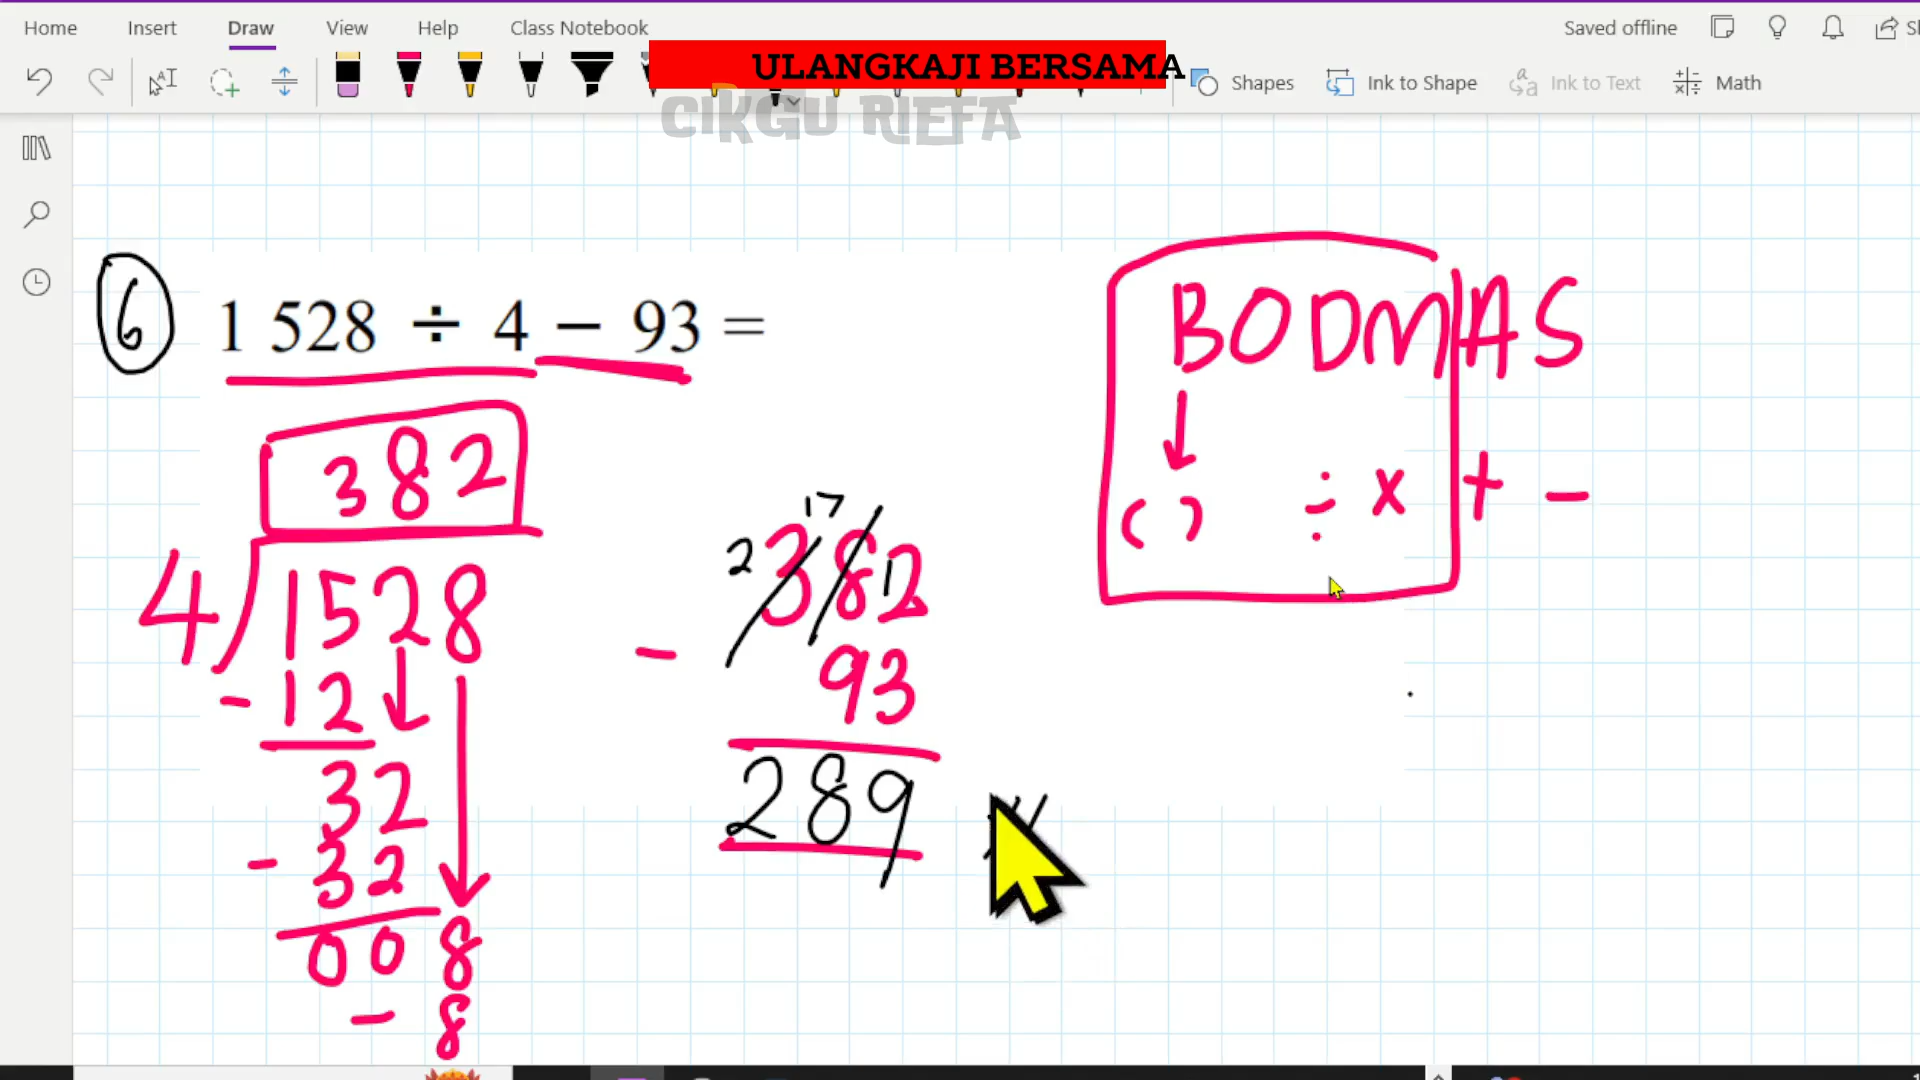 Home Insert Draw View Help Class Notebook Saved offline
ULANGKAJI BERSAMA
Shapes Ink to Shape Ink to Text Math
CIKGU RIEFA
6
1 528 ÷ 4 − 93 =
382
4 1528
-12
32
- 32
008
- 8
17
2 382
1
- 93
289
BODMAS
( ) ÷ × + -